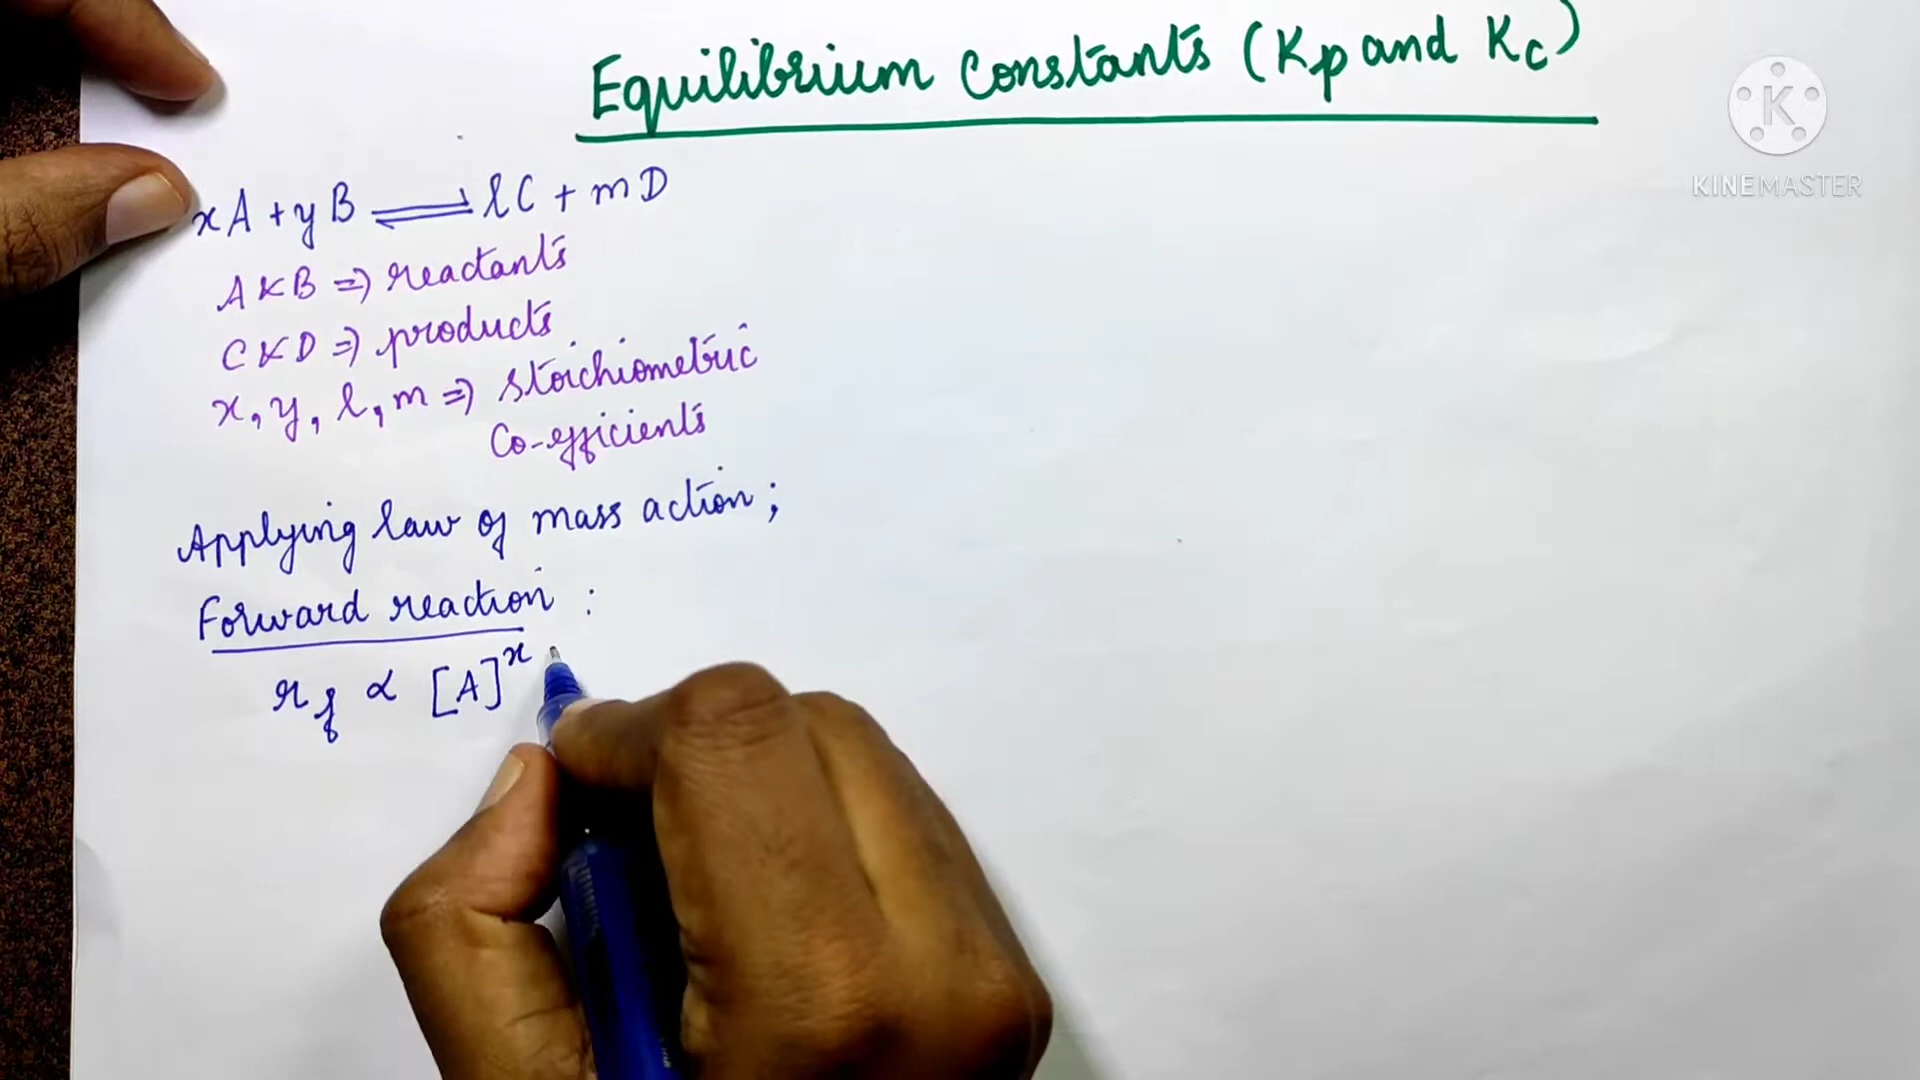 Equilibrium Constants (Kp and Kc)
K
KINEMASTER
xA + yB ⇌ lC + mD
A & B ⇒ reactants
C & D ⇒ products
x, y, l, m ⇒ stoichiometric
Co-efficients
Applying law of mass action ;
Forward reaction :
rf ∝ [A]^x